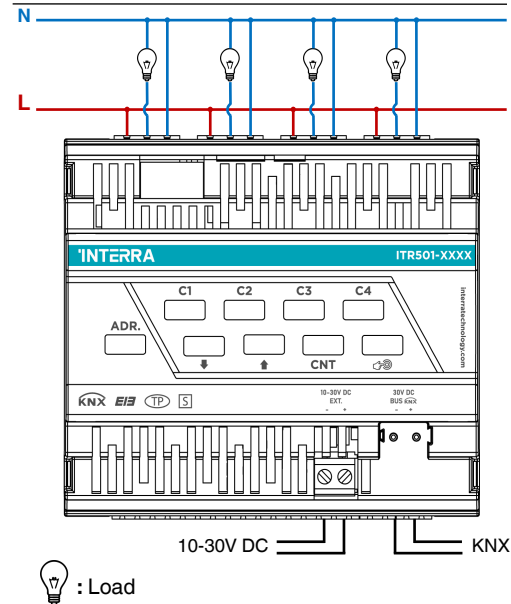 N
L
INTERRA
ITR501-XXXX
C1 C2 C3 C4
ADR.
CNT
interratechnology.com
KNX EIB TP S
10-30V DC 30V DC
EXT. BUS KNX
- + - +
10-30V DC KNX
: Load